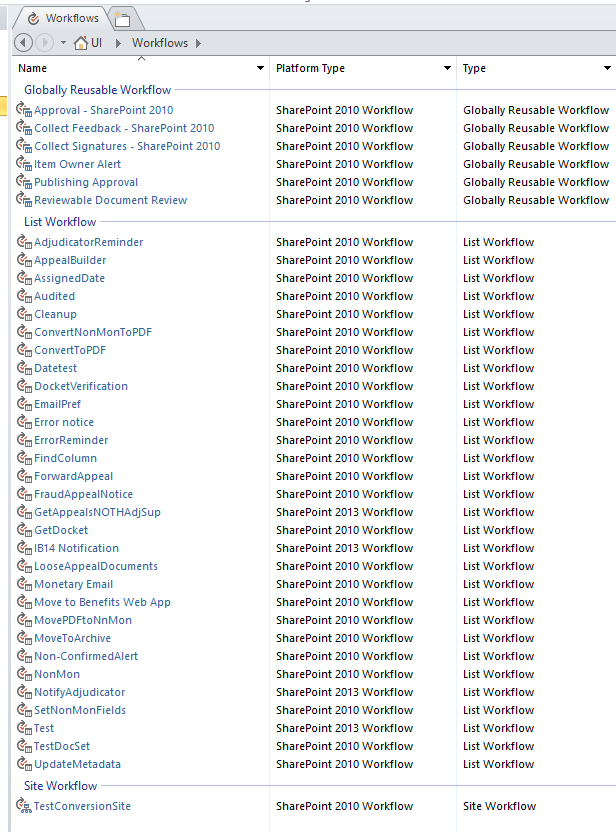 Workflows
UI Workflows
Name Platform Type Type
Globally Reusable Workflow
Approval - SharePoint 2010 SharePoint 2010 Workflow Globally Reusable Workflow
Collect Feedback - SharePoint 2010 SharePoint 2010 Workflow Globally Reusable Workflow
Collect Signatures - SharePoint 2010 SharePoint 2010 Workflow Globally Reusable Workflow
Item Owner Alert SharePoint 2010 Workflow Globally Reusable Workflow
Publishing Approval SharePoint 2010 Workflow Globally Reusable Workflow
Reviewable Document Review SharePoint 2010 Workflow Globally Reusable Workflow
List Workflow
AdjudicatorReminder SharePoint 2010 Workflow List Workflow
AppealBuilder SharePoint 2010 Workflow List Workflow
AssignedDate SharePoint 2010 Workflow List Workflow
Audited SharePoint 2010 Workflow List Workflow
Cleanup SharePoint 2010 Workflow List Workflow
ConvertNonMonToPDF SharePoint 2010 Workflow List Workflow
ConvertToPDF SharePoint 2010 Workflow List Workflow
Datetest SharePoint 2010 Workflow List Workflow
DocketVerification SharePoint 2010 Workflow List Workflow
EmailPref SharePoint 2010 Workflow List Workflow
Error notice SharePoint 2010 Workflow List Workflow
ErrorReminder SharePoint 2010 Workflow List Workflow
FindColumn SharePoint 2010 Workflow List Workflow
ForwardAppeal SharePoint 2010 Workflow List Workflow
FraudAppealNotice SharePoint 2010 Workflow List Workflow
GetAppealsNOTHAdjSup SharePoint 2013 Workflow List Workflow
GetDocket SharePoint 2010 Workflow List Workflow
IB14 Notification SharePoint 2013 Workflow List Workflow
LooseAppealDocuments SharePoint 2010 Workflow List Workflow
Monetary Email SharePoint 2010 Workflow List Workflow
Move to Benefits Web App SharePoint 2010 Workflow List Workflow
MovePDFtoNnMon SharePoint 2010 Workflow List Workflow
MoveToArchive SharePoint 2010 Workflow List Workflow
Non-ConfirmedAlert SharePoint 2010 Workflow List Workflow
NonMon SharePoint 2010 Workflow List Workflow
NotifyAdjudicator SharePoint 2013 Workflow List Workflow
SetNonMonFields SharePoint 2010 Workflow List Workflow
Test SharePoint 2013 Workflow List Workflow
TestDocSet SharePoint 2010 Workflow List Workflow
UpdateMetadata SharePoint 2010 Workflow List Workflow
Site Workflow
TestConversionSite SharePoint 2010 Workflow Site Workflow